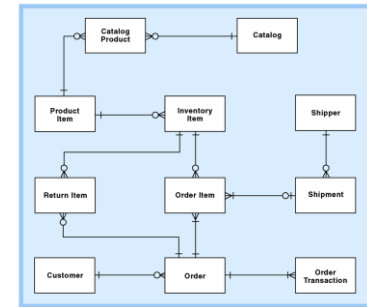 Catalog
Product
Catalog
Product
Item
Inventory
Item
Shipper
Return Item
Order Item
Shipment
Customer
Order
Order
Transaction